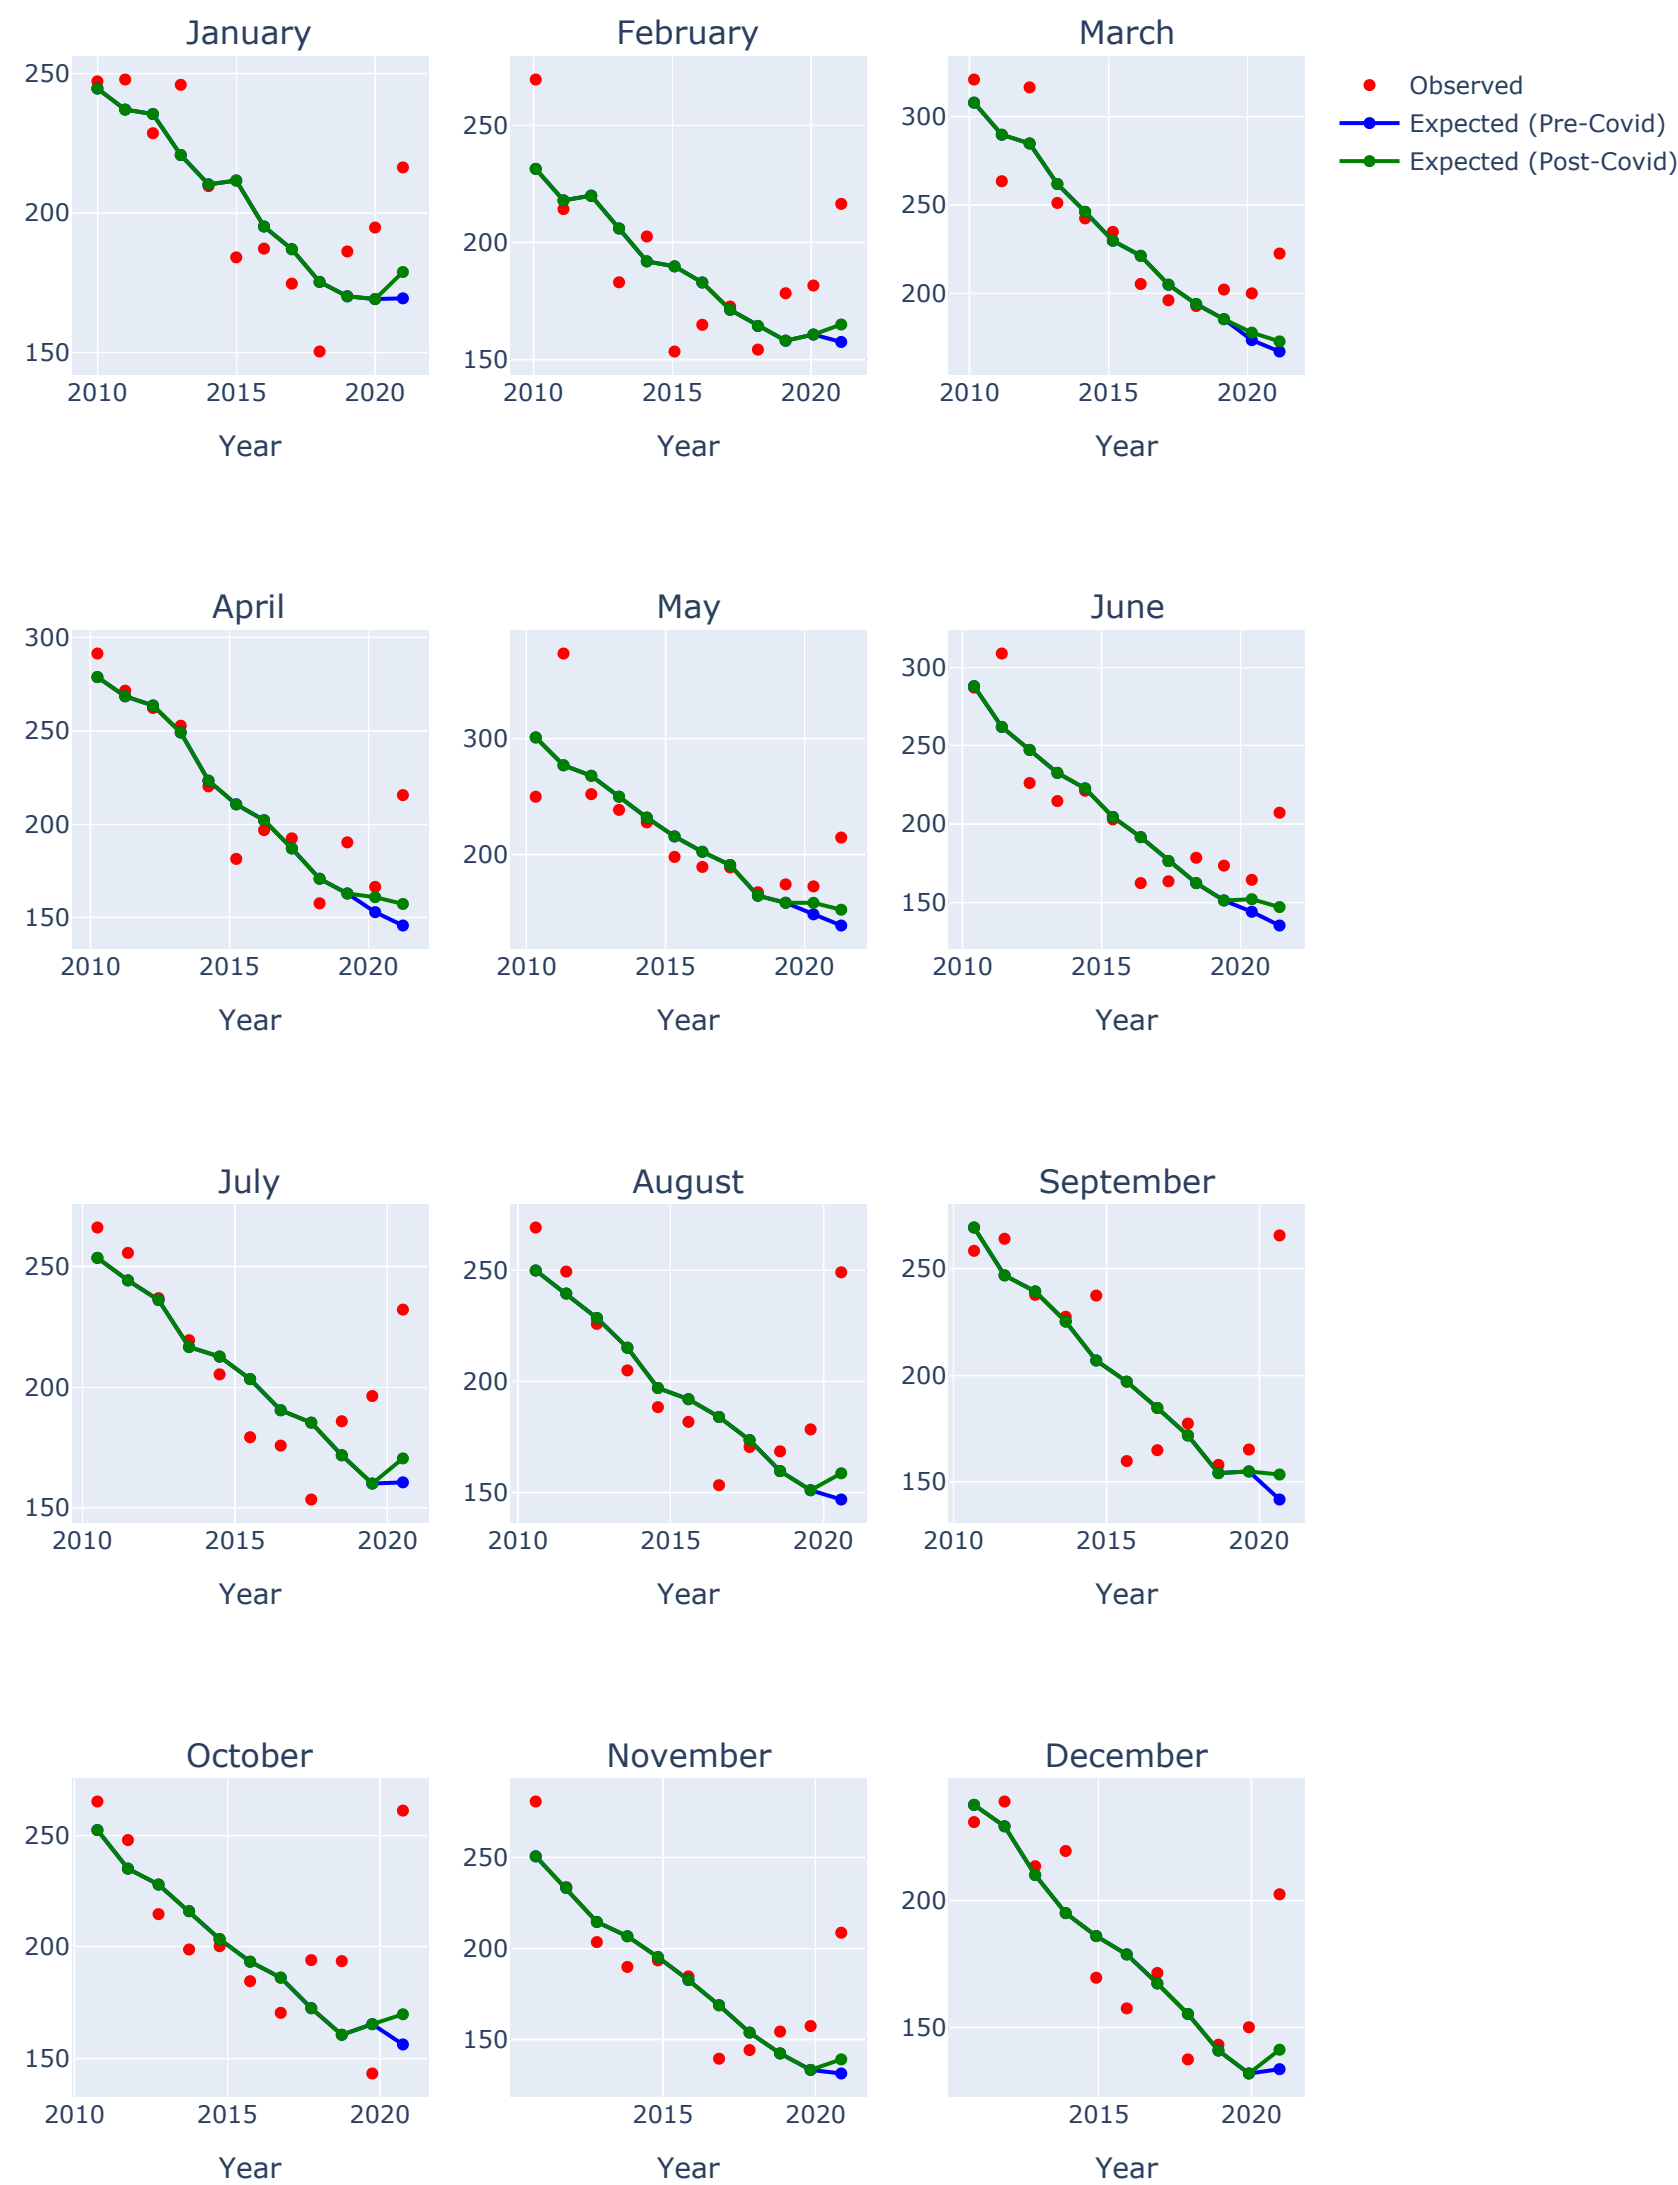 January
February
March
250
200
150
2010
2015
2020
Year
250
200
150
2010
2015
2020
Year
300
250
200
2010
2015
2020
Year
Observed
Expected (Pre-Covid)
Expected (Post-Covid)
April
May
June
300
250
200
150
2010
2015
2020
Year
300
200
2010
2015
2020
Year
300
250
200
150
2010
2015
2020
Year
July
August
September
250
200
150
2010
2015
2020
Year
250
200
150
2010
2015
2020
Year
250
200
150
2010
2015
2020
Year
October
November
December
250
200
150
2010
2015
2020
Year
250
200
150
2015
2020
Year
200
150
2015
2020
Year